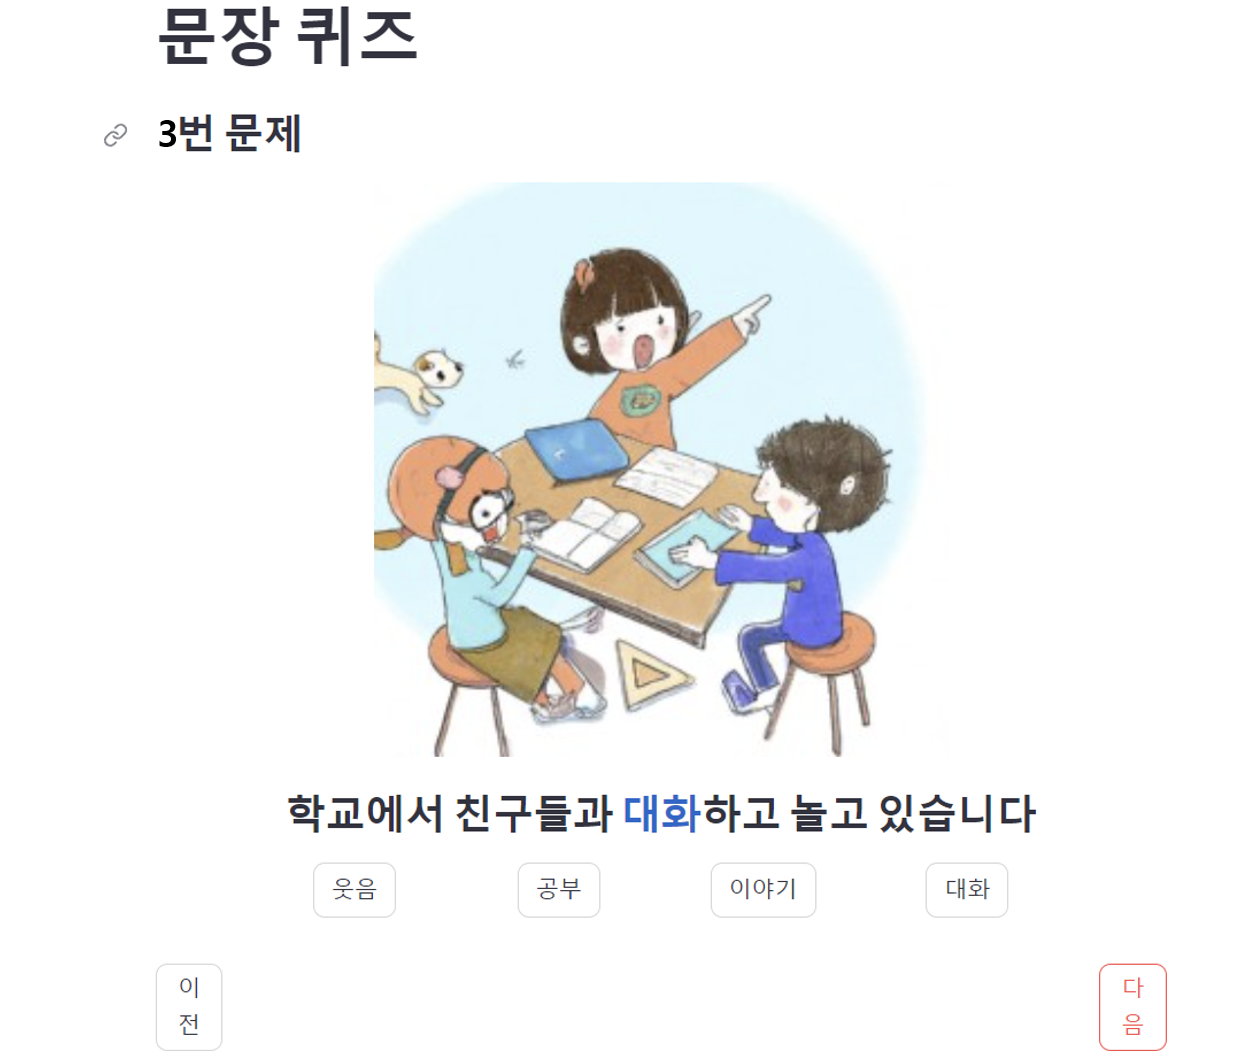 문장 퀴즈
3번 문제
학교에서 친구들과 대화하고 놀고 있습니다
웃음 공부 이야기 대화
이
전
다
음